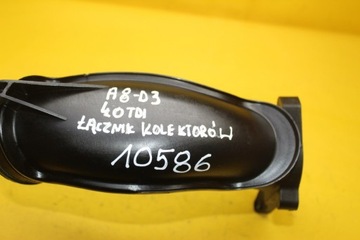 A8-D3
4.0TDI
ŁĄCZNIK KOLEKTORÓW
10586